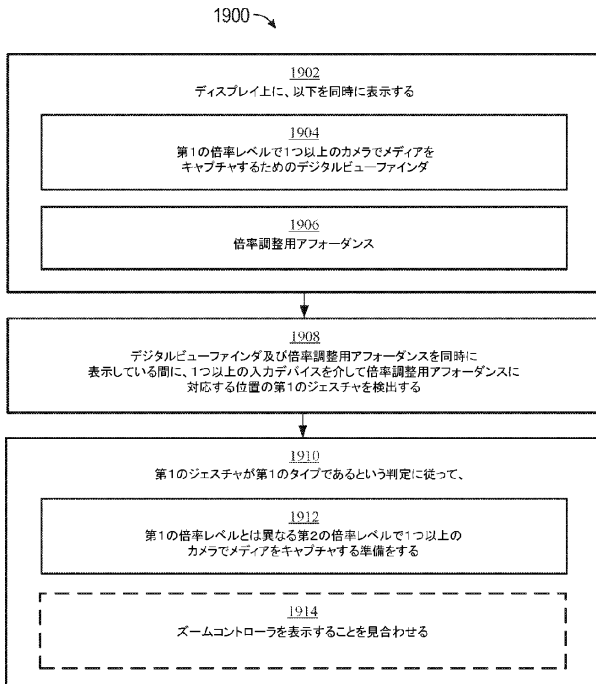 1900
1902
ディスプレイ上に、以下を同時に表示する
1904
第1の倍率レベルで1つ以上のカメラでメディアを
キャプチャするためのデジタルビューファインダ
1906
倍率調整用アフォーダンス
1908
デジタルビューファインダ及び倍率調整用アフォーダンスを同時に
表示している間に、1つ以上の入力デバイスを介して倍率調整用アフォーダンスに
対応する位置の第1のジェスチャを検出する
1910
第1のジェスチャが第1のタイプであるという判定に従って、
1912
第1の倍率レベルとは異なる第2の倍率レベルで1つ以上の
カメラでメディアをキャプチャする準備をする
1914
ズームコントローラを表示することを見合わせる